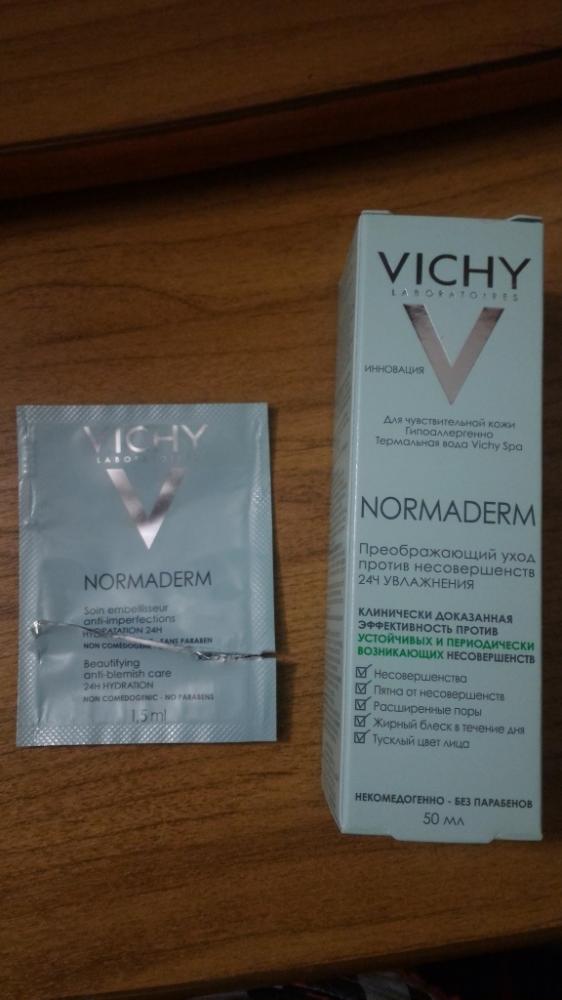 VICHY
LABORATOIRES
NORMADERM
Soin embellisseur
anti-imperfections
HYDRATATION 24H
NON COMEDOGENE - SANS PARABEN
Beautifying
anti-blemish care
24H HYDRATION
NON COMEDOGENIC - NO PARABENS
1,5 ml
VICHY
LABORATOIRES
ИННОВАЦИЯ
Для чувствительной кожи
Гипоаллергенно
Термальная вода Vichy Spa
NORMADERM
Преображающий уход
против несовершенств
24Ч УВЛАЖНЕНИЯ
КЛИНИЧЕСКИ ДОКАЗАННАЯ
ЭФФЕКТИВНОСТЬ ПРОТИВ
УСТОЙЧИВЫХ И ПЕРИОДИЧЕСКИ
ВОЗНИКАЮЩИХ НЕСОВЕРШЕНСТВ
Несовершенства
Пятна от несовершенств
Расширенные поры
Жирный блеск в течение дня
Тусклый цвет лица
НЕКОМЕДОГЕННО - БЕЗ ПАРАБЕНОВ
50 мл